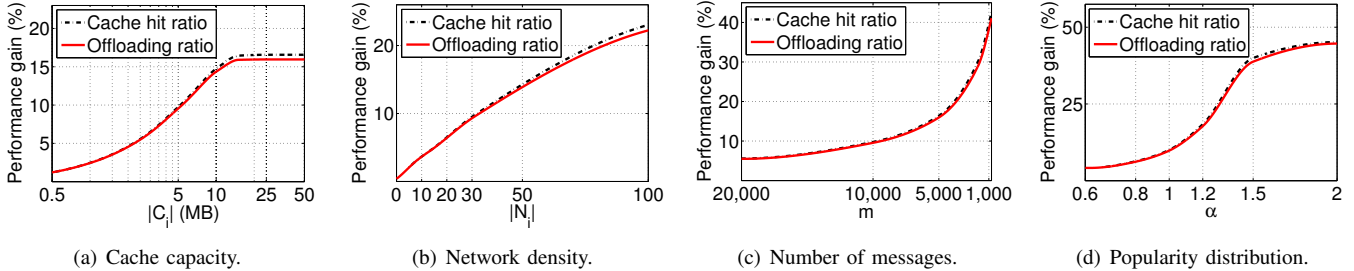 Performance gain (%)
20
15
10
5
Cache hit ratio
Offloading ratio
0.5
5
10
25
50
|C_i| (MB)
(a) Cache capacity.
Performance gain (%)
20
10
Cache hit ratio
Offloading ratio
0
10
20
30
50
100
|N_i|
(b) Network density.
Performance gain (%)
40
30
20
10
Cache hit ratio
Offloading ratio
20,000
10,000
5,000
1,000
m
(c) Number of messages.
Performance gain (%)
50
25
Cache hit ratio
Offloading ratio
0.6
0.8
1
1.2
1.5
2
α
(d) Popularity distribution.